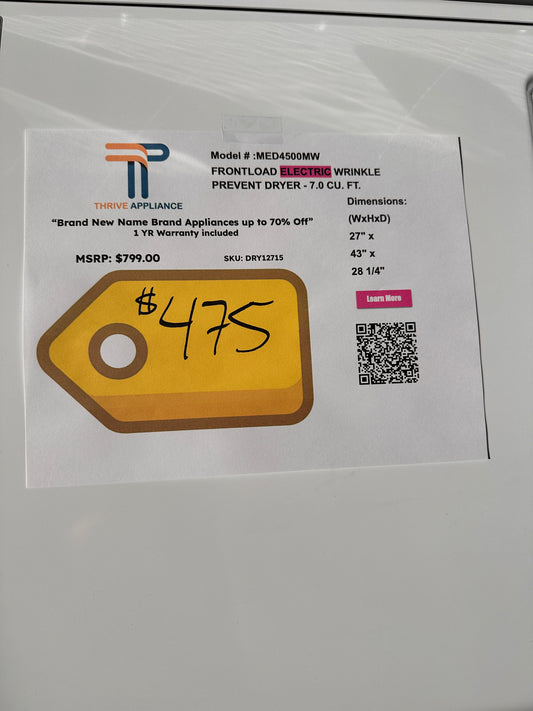 TP
THRIVE APPLIANCE
Model # :MED4500MW
FRONTLOAD ELECTRIC WRINKLE
PREVENT DRYER - 7.0 CU. FT.
"Brand New Name Brand Appliances up to 70% Off"
1 YR Warranty included
MSRP: $799.00
SKU: DRY12715
Dimensions:
(WxHxD)
27" x
43" x
28 1/4"
Learn More
$475